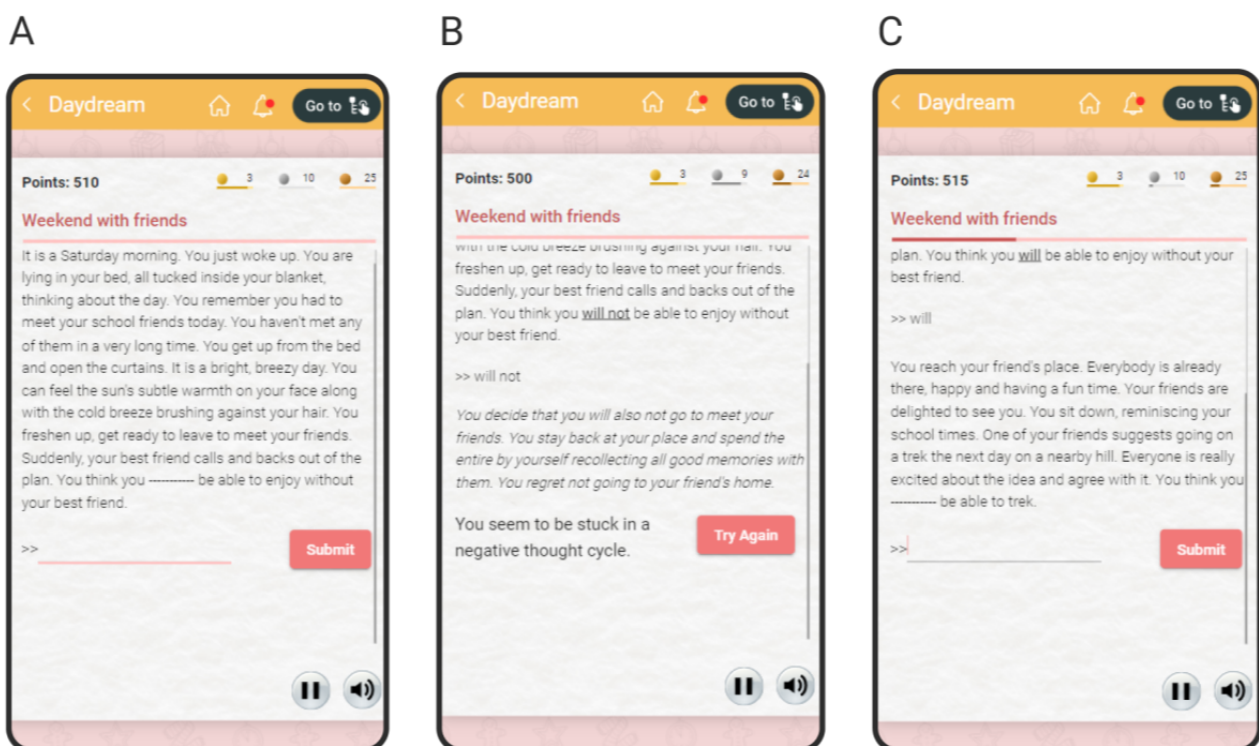 A
Daydream
Go to
Points: 510
3
10
25
Weekend with friends
It is a Saturday morning. You just woke up. You are
lying in your bed, all tucked inside your blanket,
thinking about the day. You remember you had to
meet your school friends today. You haven't met any
of them in a very long time. You get up from the bed
and open the curtains. It is a bright, breezy day. You
can feel the sun's subtle warmth on your face along
with the cold breeze brushing against your hair. You
freshen up, get ready to leave to meet your friends.
Suddenly, your best friend calls and backs out of the
plan. You think you ---------- be able to enjoy without
your best friend.
>>
Submit
B
Daydream
Go to
Points: 500
3
9
24
Weekend with friends
with the cold breeze brushing against your hair. You
freshen up, get ready to leave to meet your friends.
Suddenly, your best friend calls and backs out of the
plan. You think you will not be able to enjoy without
your best friend.
>> will not
You decide that you will also not go to meet your
friends. You stay back at your place and spend the
entire by yourself recollecting all good memories with
them. You regret not going to your friend's home.
You seem to be stuck in a
negative thought cycle.
Try Again
C
Daydream
Go to
Points: 515
3
10
25
Weekend with friends
plan. You think you will be able to enjoy without your
best friend.
>> will
You reach your friend's place. Everybody is already
there, happy and having a fun time. Your friends are
delighted to see you. You sit down, reminiscing your
school times. One of your friends suggests going on
a trek the next day on a nearby hill. Everyone is really
excited about the idea and agree with it. You think you
---------- be able to trek.
>>
Submit